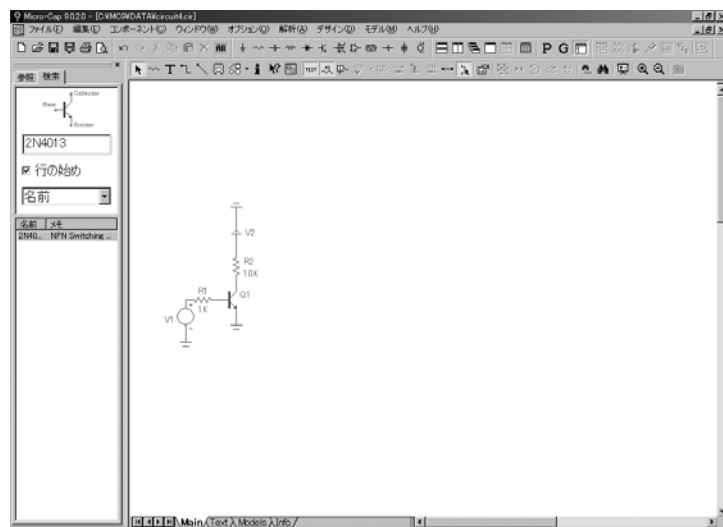 Micro-Cap 9.0.2.0 - [C:¥MC9¥DATA¥circuit4.cir]
ファイル(F) 編集(E) コンポーネント(C) ウィンドウ(W) オプション(O) 解析(A) デザイン(D) モデル(M) ヘルプ(H)
P G
参照 検索
T
Collector
Base
Emitter
2N4013
行の始め
名前
名前 メモ
2N40... NPN Switching ...
V2
R2
10K
R1
1K
Q1
V1
Main Text Models Info